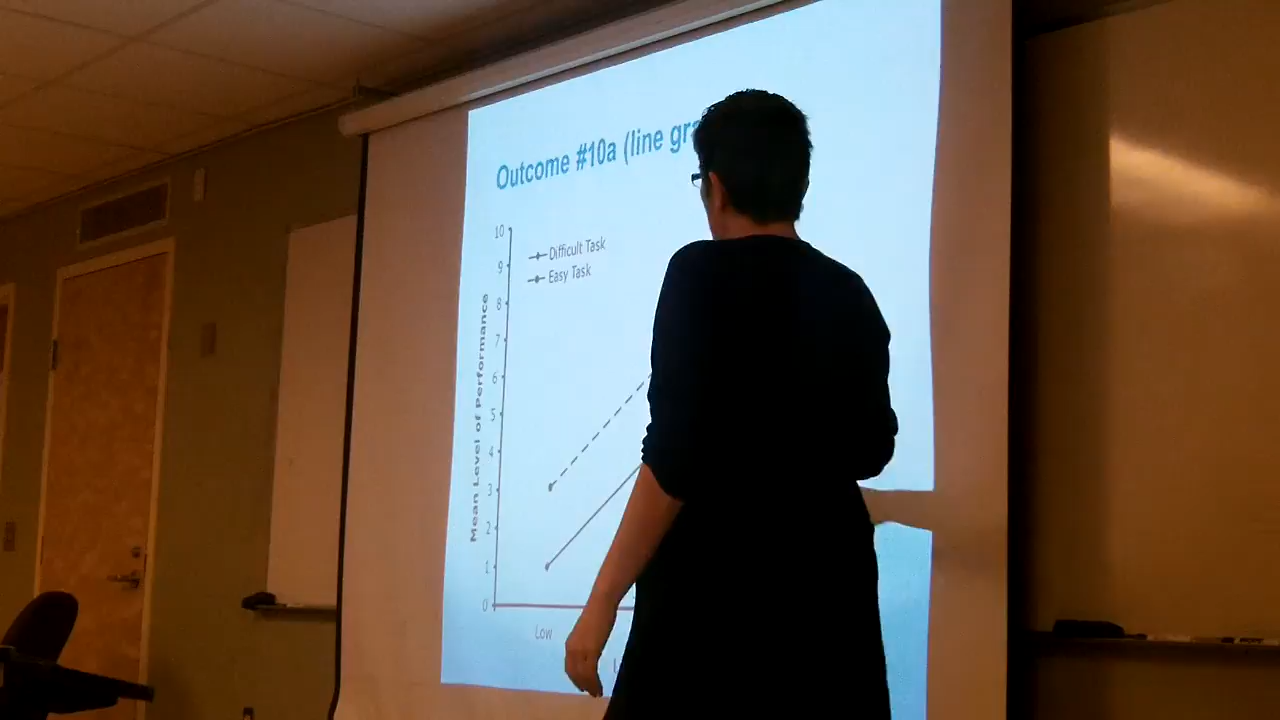 Outcome #10a (line gra
10
Difficult Task
9
Easy Task
8
7
6
5
4
3
2
1
0
Mean Level of Performance
Low